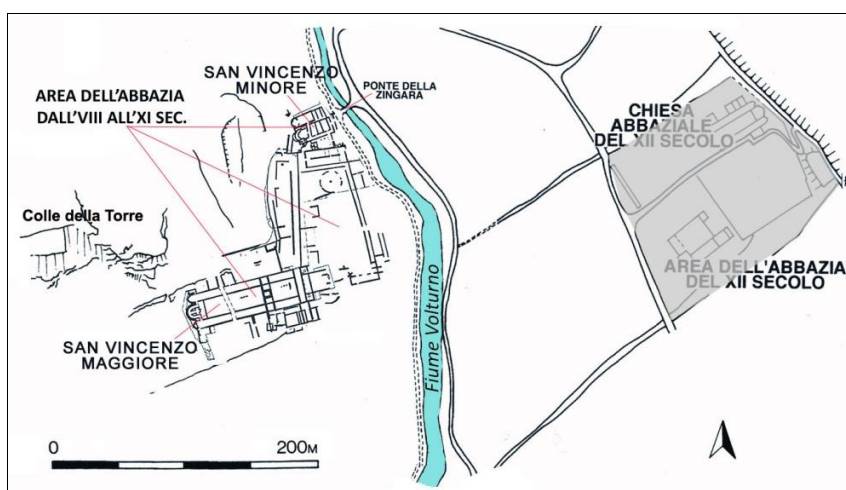 SAN VINCENZO
MINORE
PONTE DELLA
ZINGARA
AREA DELL'ABBAZIA
DALL'VIII ALL'XI SEC.
CHIESA
ABBAZIALE
DEL XII SECOLO
Colle della Torre
AREA DELL'ABBAZIA
DEL XII SECOLO
Fiume Volturno
SAN VINCENZO
MAGGIORE
0 200M